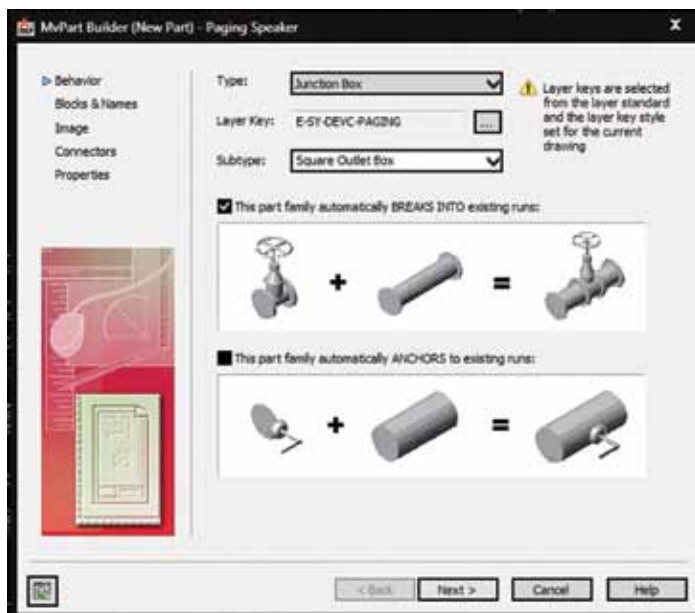 MvPart Builder (New Part) - Paging Speaker
X
Behavior
Blocks & Names
Image
Connectors
Properties
Type:
Junction Box
Layer Key:
E-SY-DEVC-PAGING
...
Subtype:
Square Outlet Box
Layer keys are selected
from the layer standard
and the layer key style
set for the current
drawing
This part family automatically BREAKS INTO existing runs:
+
=
This part family automatically ANCHORS to existing runs:
+
=
< Back
Next >
Cancel
Help